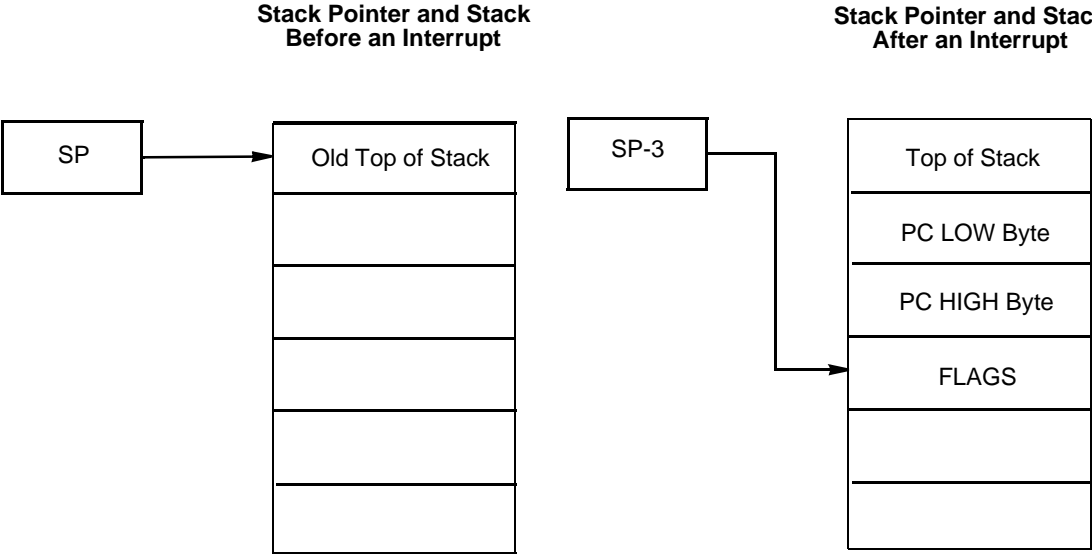 Stack Pointer and Stack
Before an Interrupt
SP
Old Top of Stack
Stack Pointer and Stac
After an Interrupt
SP-3
Top of Stack
PC LOW Byte
PC HIGH Byte
FLAGS